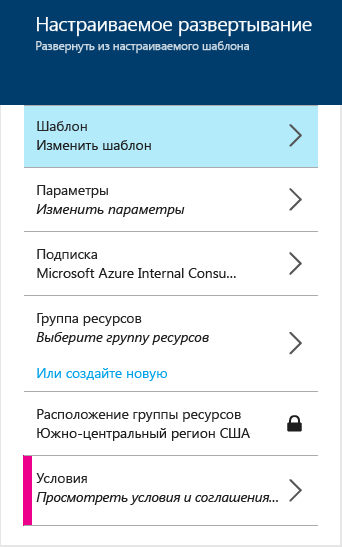 Настраиваемое развертывание
Развернуть из настраиваемого шаблона
Шаблон
Изменить шаблон
Параметры
Изменить параметры
Подписка
Microsoft Azure Internal Consu...
Группа ресурсов
Выберите группу ресурсов
Или создайте новую
Расположение группы ресурсов
Южно-центральный регион США
Условия
Просмотреть условия и соглашения...